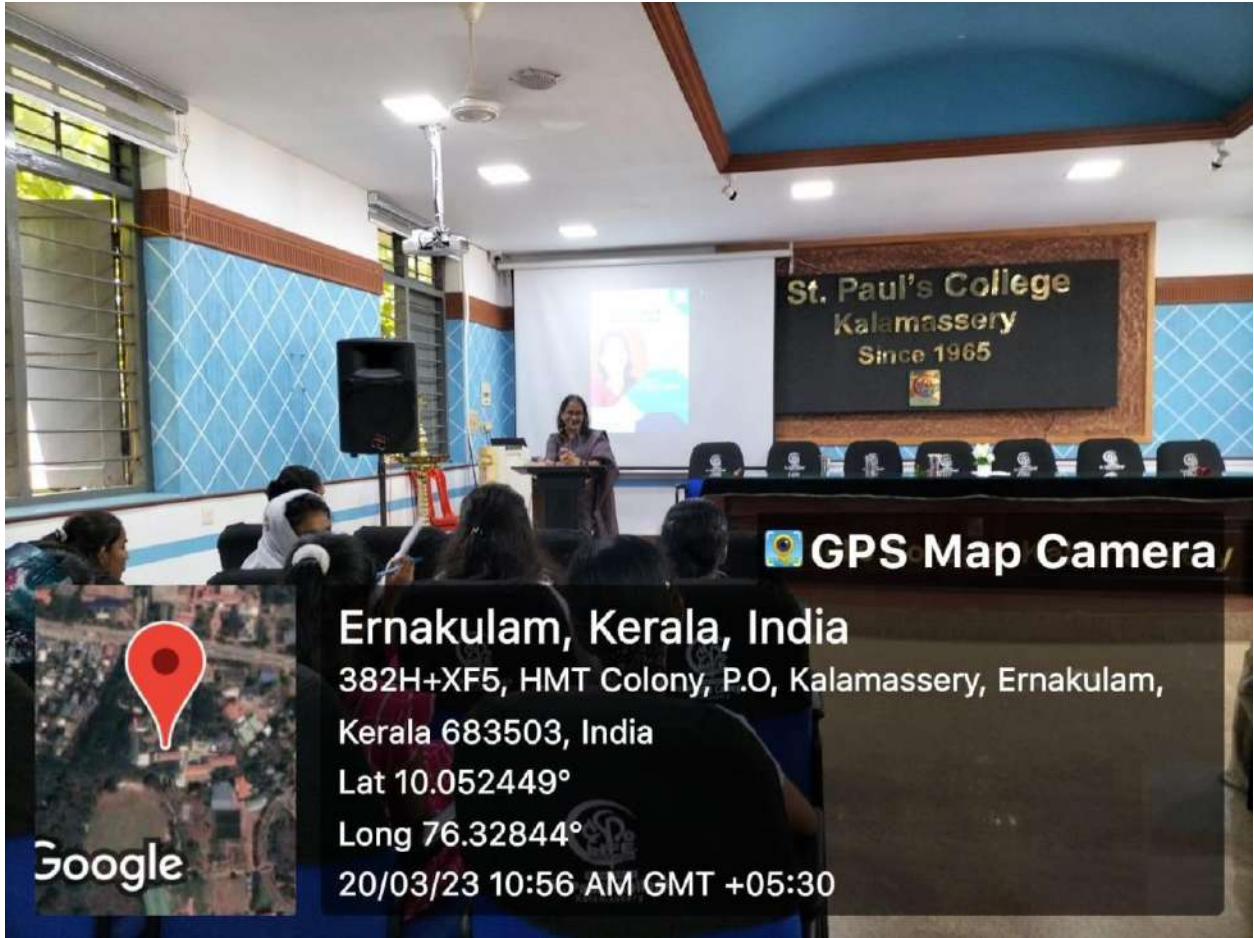 St. Paul's College
Kalamassery
Since 1965
GPS Map Camera
Ernakulam, Kerala, India
382H+XF5, HMT Colony, P.O, Kalamassery, Ernakulam,
Kerala 683503, India
Lat 10.052449°
Long 76.32844°
20/03/23 10:56 AM GMT +05:30
Google